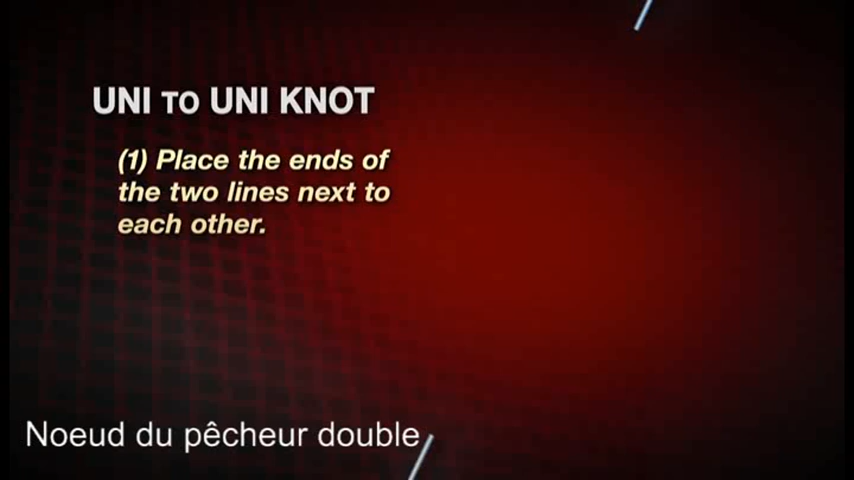 UNI TO UNI KNOT
(1) Place the ends of
the two lines next to
each other.
Noeud du pêcheur double